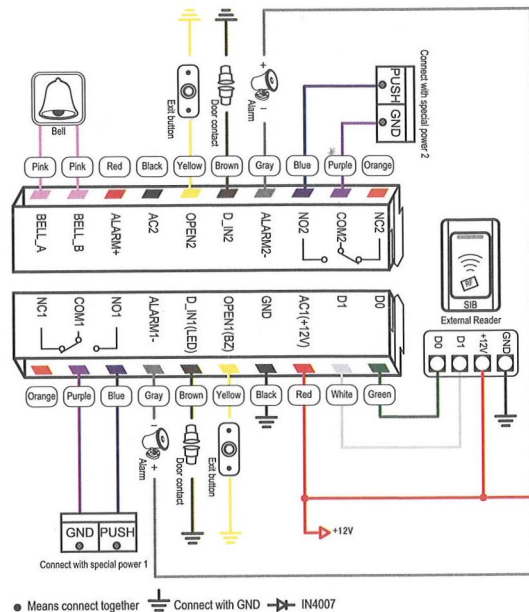 Bell
Exit button
Door contact
+
-
Alarm
Connect with special power 2
PUSH
GND
Pink
Pink
Red
Black
Yellow
Brown
Gray
Blue
Purple
Orange
BELL_A
BELL_B
ALARM+
AC2
OPEN2
D_IN2
ALARM2-
NO2
COM2
NC2
NC1
COM1
NO1
ALARM1-
D_IN1(LED)
OPEN1(BZ)
GND
AC1(+12V)
D1
D0
RF
SIB
External Reader
D0
D1
+12V
GND
Orange
Purple
Blue
Gray
Brown
Yellow
Black
Red
White
Green
-
+
Alarm
Door contact
Exit button
+12V
GND
PUSH
Connect with special power 1
Means connect together
Connect with GND
IN4007